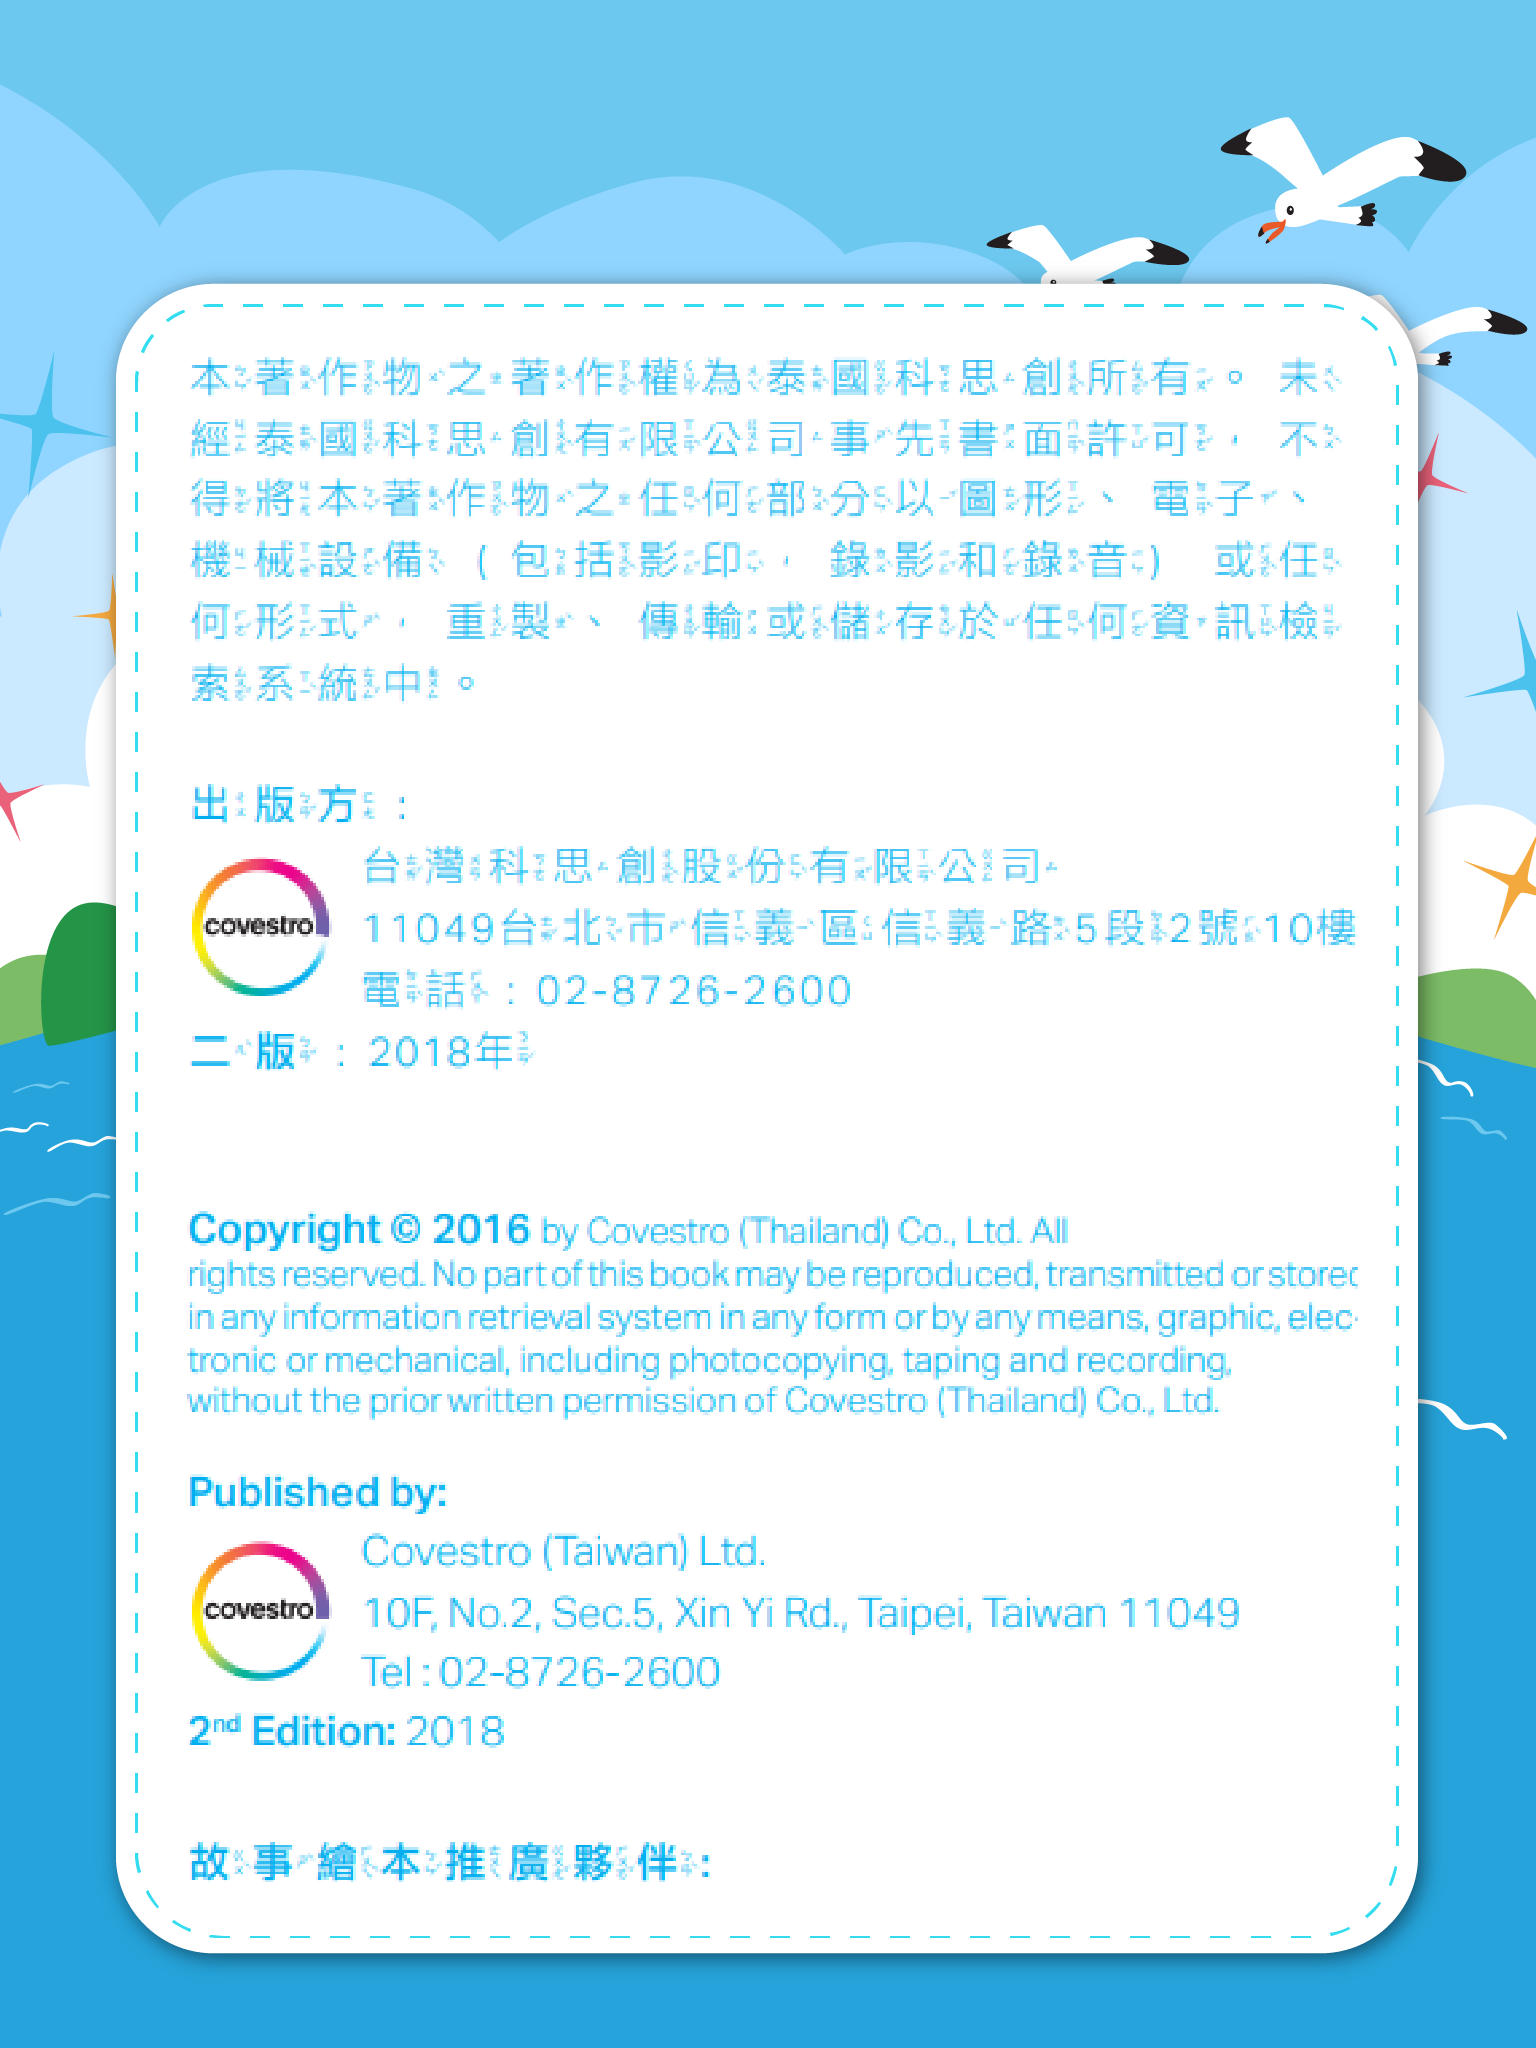 本著作物之著作權為泰國科思創所有。未
經泰國科思創有限公司事先書面許可，不
得將本著作物之任何部分以圖形、電子、
機械設備（包括影印，錄影和錄音）或任
何形式，重製、傳輸或儲存於任何資訊檢
索系統中。
出版方：
covestro
台灣科思創股份有限公司
11049台北市信義區信義路5段2號10樓
電話：02-8726-2600
二版：2018年
Copyright © 2016 by Covestro (Thailand) Co., Ltd. All
rights reserved. No part of this book may be reproduced, transmitted or stored
in any information retrieval system in any form or by any means, graphic, elec-
tronic or mechanical, including photocopying, taping and recording,
without the prior written permission of Covestro (Thailand) Co., Ltd.
Published by:
covestro
Covestro (Taiwan) Ltd.
10F, No.2, Sec.5, Xin Yi Rd., Taipei, Taiwan 11049
Tel : 02-8726-2600
2nd Edition: 2018
故事繪本推廣夥伴：